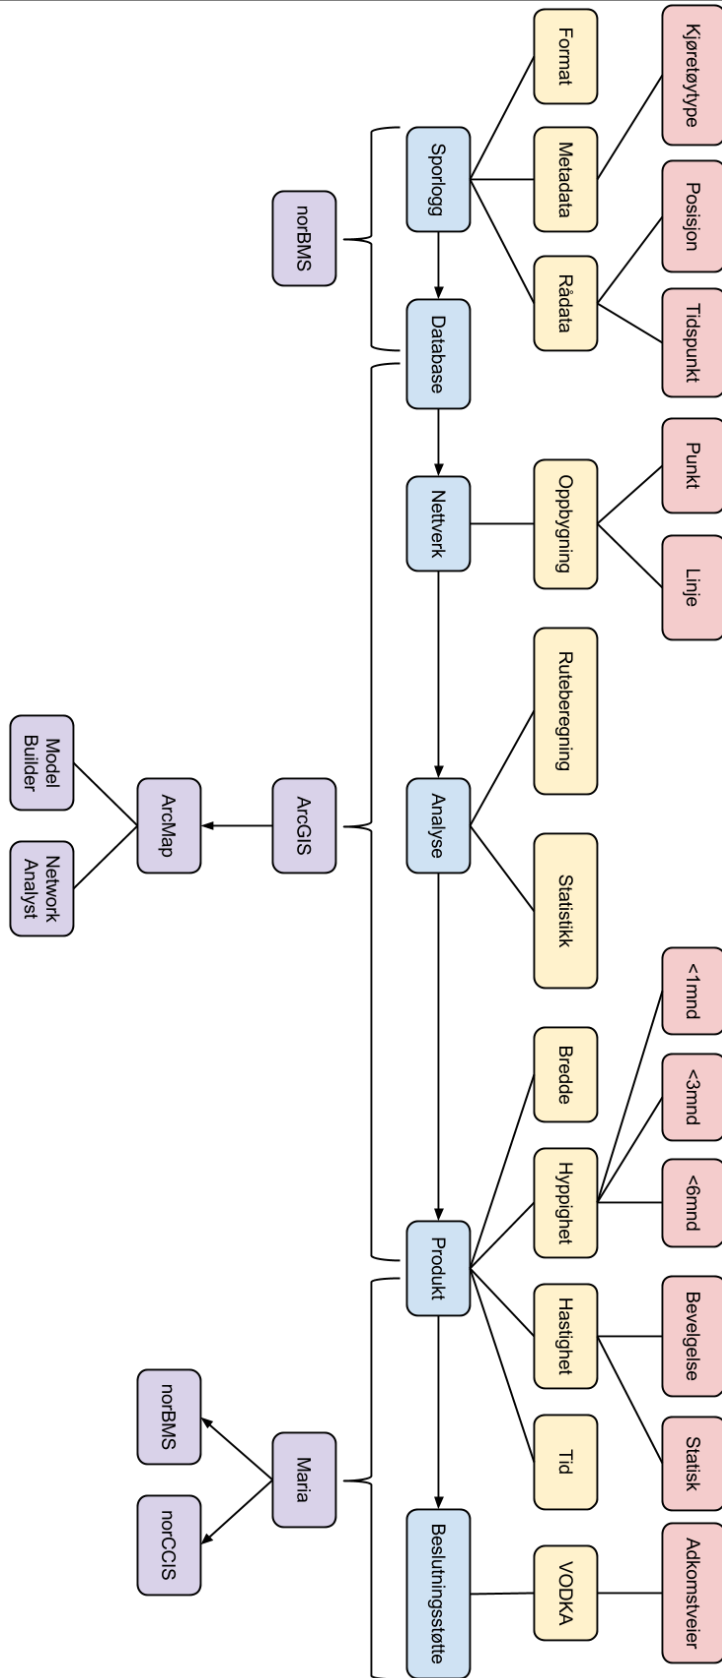 Kjøretøytype
Posisjon
Tidspunkt
Punkt
Linje
<1mnd
<3mnd
<6mnd
Bevelgelse
Statisk
Adkomstveier
Format
Metadata
Rådata
Oppbygning
Ruteberegning
Statistikk
Bredde
Hyppighet
Hastighet
Tid
VODKA
Sporlogg
Database
Nettverk
Analyse
Produkt
Beslutningsstøtte
norBMS
ArcGIS
Maria
ArcMap
norBMS
norCCIS
Model
Builder
Network
Analyst